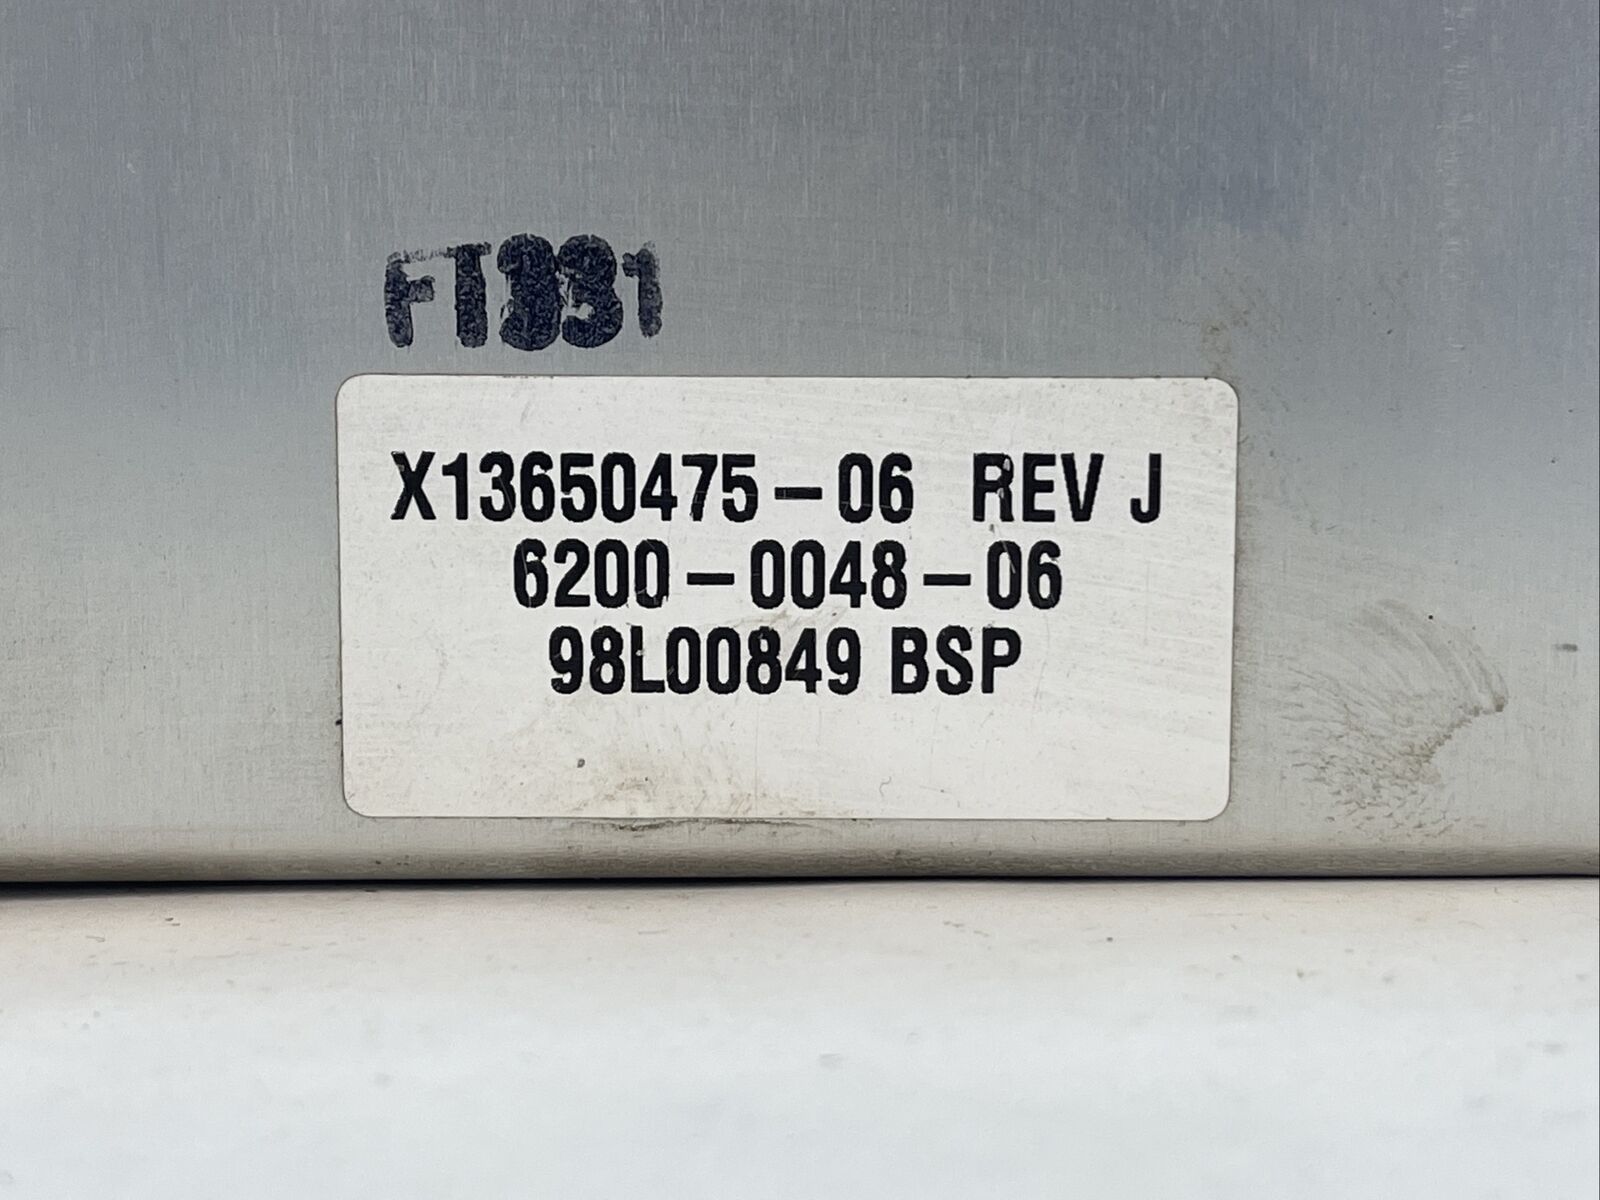 FT331
X13650475-06 REV J
6200-0048-06
98L00849 BSP